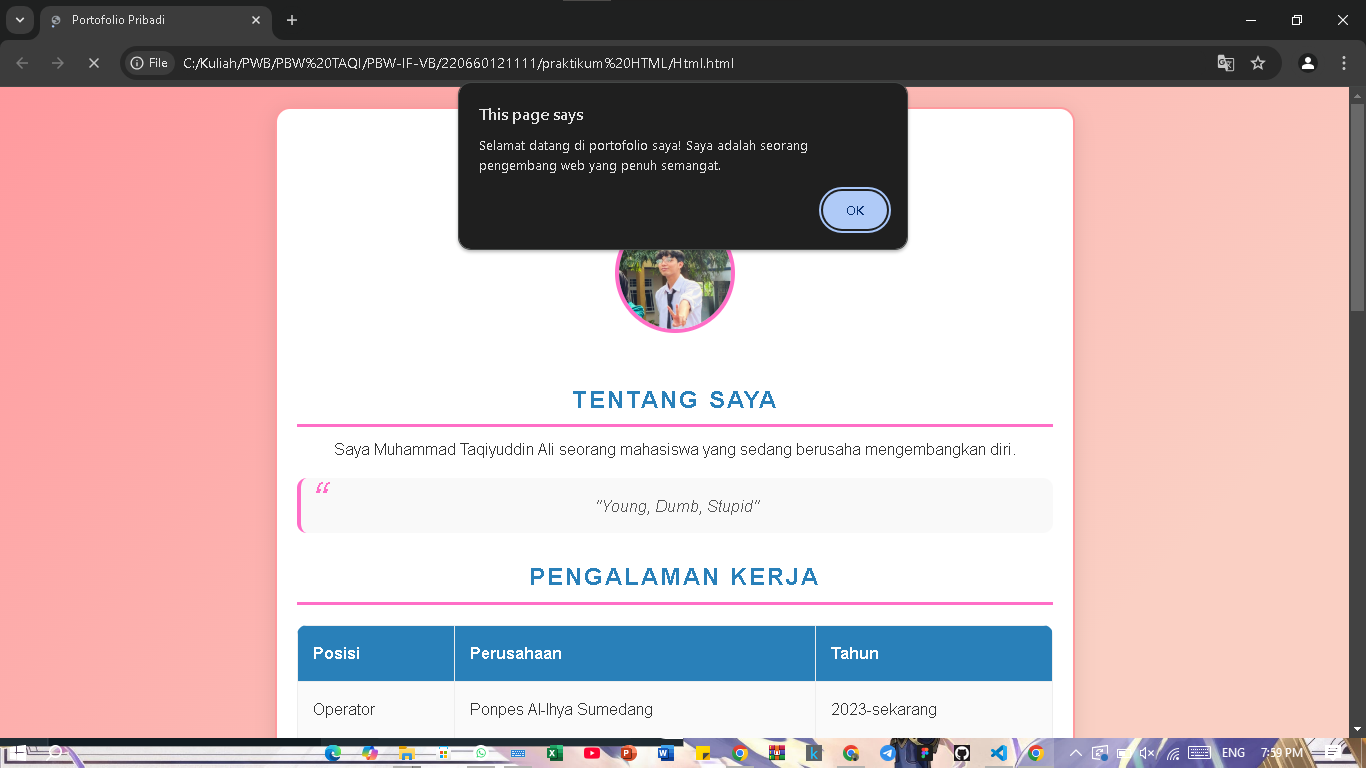 Portofolio Pribadi
File
C:/Kuliah/PWB/PBW%20TAQI/PBW-IF-VB/220660121111/praktikum%20HTML/Html.html
This page says
Selamat datang di portofolio saya! Saya adalah seorang
pengembang web yang penuh semangat.
OK
TENTANG SAYA
Saya Muhammad Taqiyuddin Ali seorang mahasiswa yang sedang berusaha mengembangkan diri.
“
"Young, Dumb, Stupid"
PENGALAMAN KERJA
Posisi Perusahaan Tahun
Operator Ponpes Al-Ihya Sumedang 2023-sekarang
ENG 7:59 PM